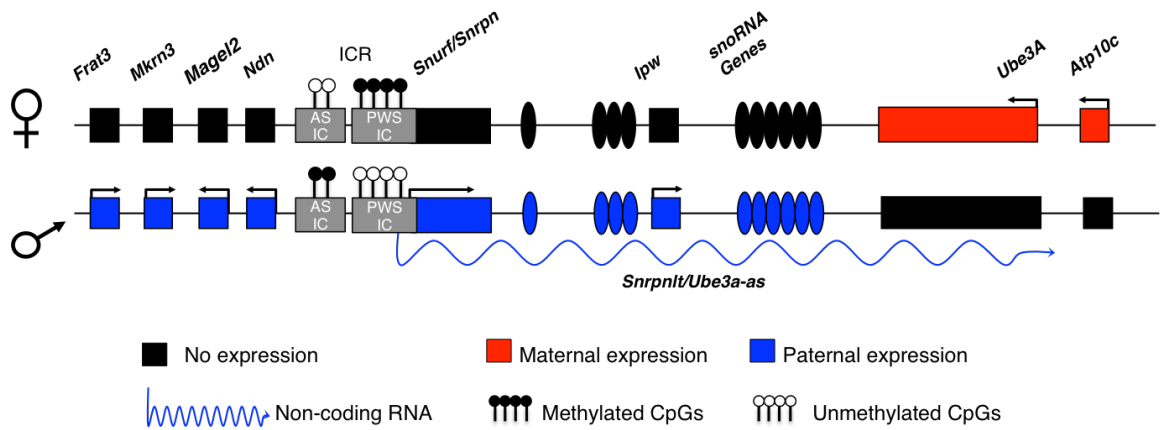 Frat3
Mkrn3
Magel2
Ndn
ICR
Snurf/Snrpn
Ipw
snoRNA
Genes
Ube3A
Atp10c
AS
IC
PWS
IC
AS
IC
PWS
IC
Snrpnlt/Ube3a-as
No expression
Maternal expression
Paternal expression
Non-coding RNA
Methylated CpGs
Unmethylated CpGs